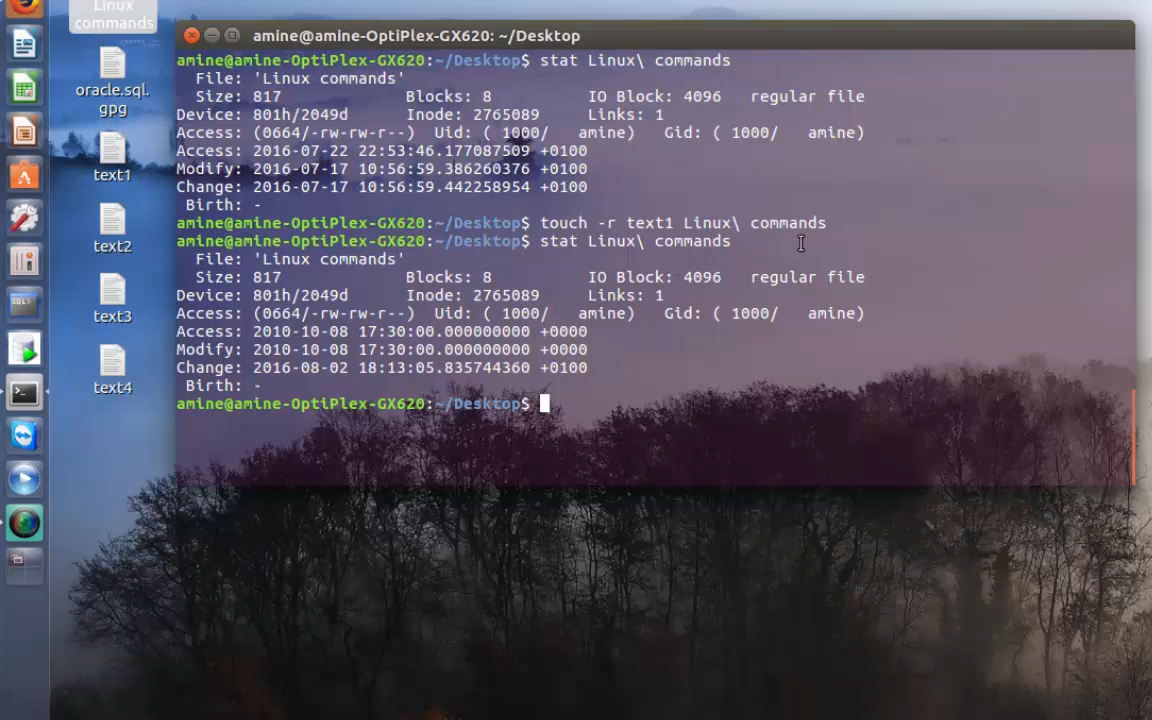 Linux
commands
oracle.sql.
gpg
text1
text2
text3
text4
amine@amine-OptiPlex-GX620: ~/Desktop
amine@amine-OptiPlex-GX620:~/Desktop$ stat Linux\ commands
  File: 'Linux commands'
  Size: 817             Blocks: 8          IO Block: 4096   regular file
Device: 801h/2049d      Inode: 2765089     Links: 1
Access: (0664/-rw-rw-r--)  Uid: ( 1000/   amine)   Gid: ( 1000/   amine)
Access: 2016-07-22 22:53:46.177087509 +0100
Modify: 2016-07-17 10:56:59.386260376 +0100
Change: 2016-07-17 10:56:59.442258954 +0100
 Birth: -
amine@amine-OptiPlex-GX620:~/Desktop$ touch -r text1 Linux\ commands
amine@amine-OptiPlex-GX620:~/Desktop$ stat Linux\ commands
  File: 'Linux commands'
  Size: 817             Blocks: 8          IO Block: 4096   regular file
Device: 801h/2049d      Inode: 2765089     Links: 1
Access: (0664/-rw-rw-r--)  Uid: ( 1000/   amine)   Gid: ( 1000/   amine)
Access: 2010-10-08 17:30:00.000000000 +0000
Modify: 2010-10-08 17:30:00.000000000 +0000
Change: 2016-08-02 18:13:05.835744360 +0100
 Birth: -
amine@amine-OptiPlex-GX620:~/Desktop$